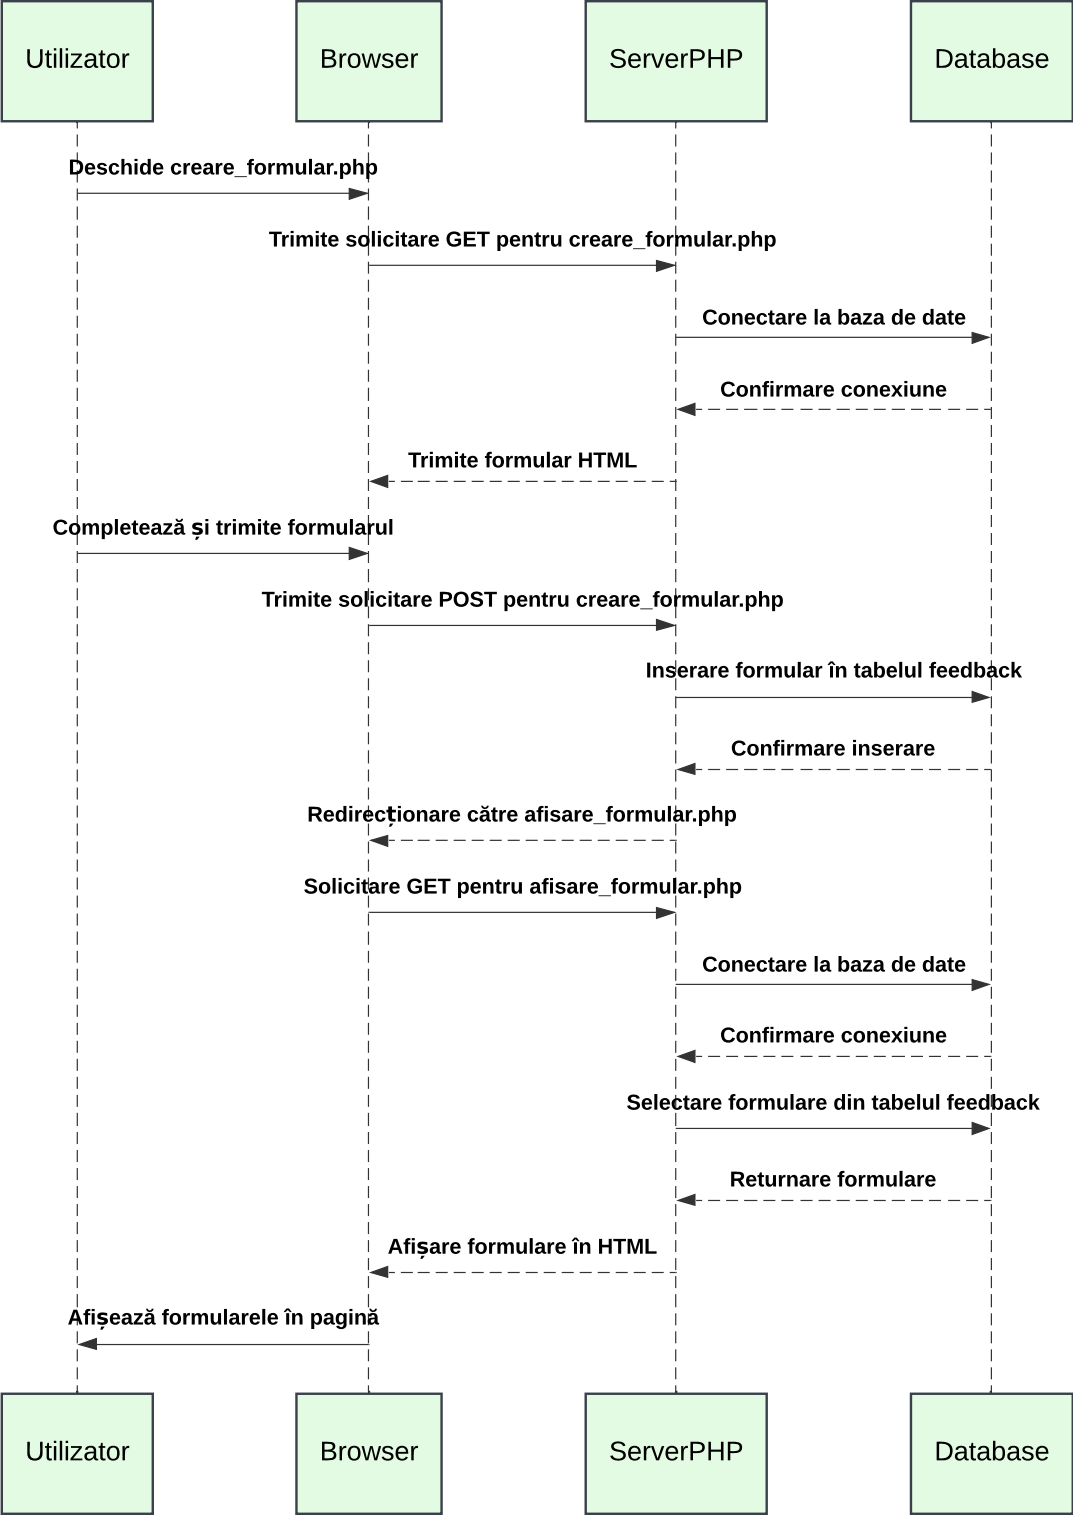 Utilizator
Browser
ServerPHP
Database
Deschide creare_formular.php
Trimite solicitare GET pentru creare_formular.php
Conectare la baza de date
Confirmare conexiune
Trimite formular HTML
Completează și trimite formularul
Trimite solicitare POST pentru creare_formular.php
Inserare formular în tabelul feedback
Confirmare inserare
Redirecționare către afisare_formular.php
Solicitare GET pentru afisare_formular.php
Conectare la baza de date
Confirmare conexiune
Selectare formulare din tabelul feedback
Returnare formulare
Afișare formulare în HTML
Afișează formularele în pagină
Utilizator
Browser
ServerPHP
Database